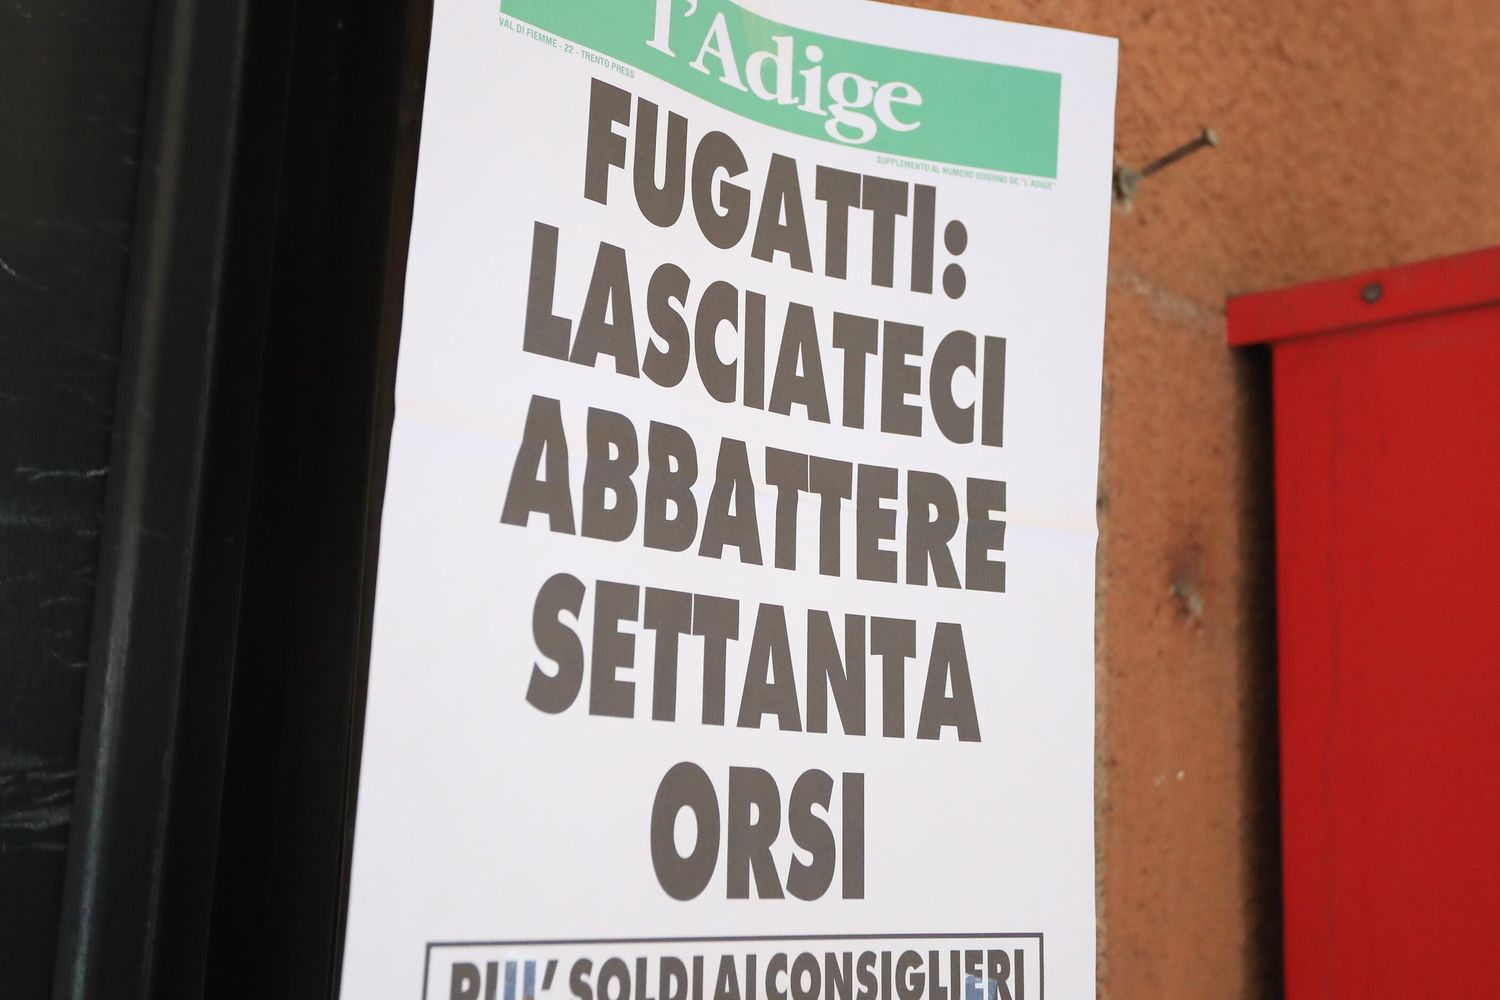 l'Adige
VAL DI FIEMME - 22 - TRENTO PRESS
SUPPLEMENTO AL NUMERO ODIERNO DE "L'ADIGE"
FUGATTI:
LASCIATECI
ABBATTERE
SETTANTA
ORSI
PIU' SOLDI AI CONSIGLIERI